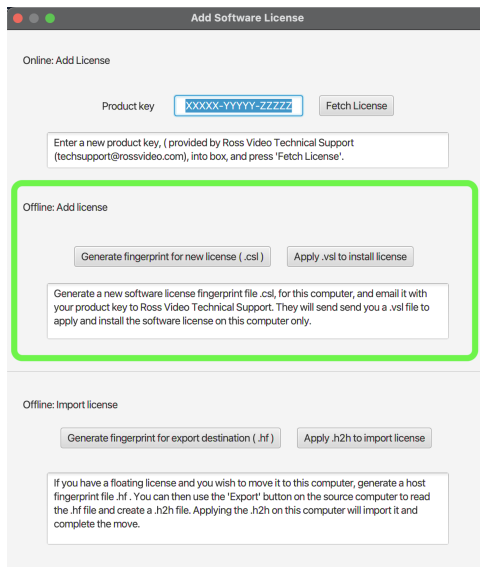 Add Software License
Online: Add License
Product key XXXXX-YYYYY-ZZZZZ Fetch License
Enter a new product key, ( provided by Ross Video Technical Support
(techsupport@rossvideo.com), into box, and press 'Fetch License'.
Offline: Add license
Generate fingerprint for new license ( .csl ) Apply .vsl to install license
Generate a new software license fingerprint file .csl, for this computer, and email it with
your product key to Ross Video Technical Support. They will send send you a .vsl file to
apply and install the software license on this computer only.
Offline: Import license
Generate fingerprint for export destination ( .hf ) Apply .h2h to import license
If you have a floating license and you wish to move it to this computer, generate a host
fingerprint file .hf . You can then use the 'Export' button on the source computer to read
the .hf file and create a .h2h file. Applying the .h2h on this computer will import it and
complete the move.